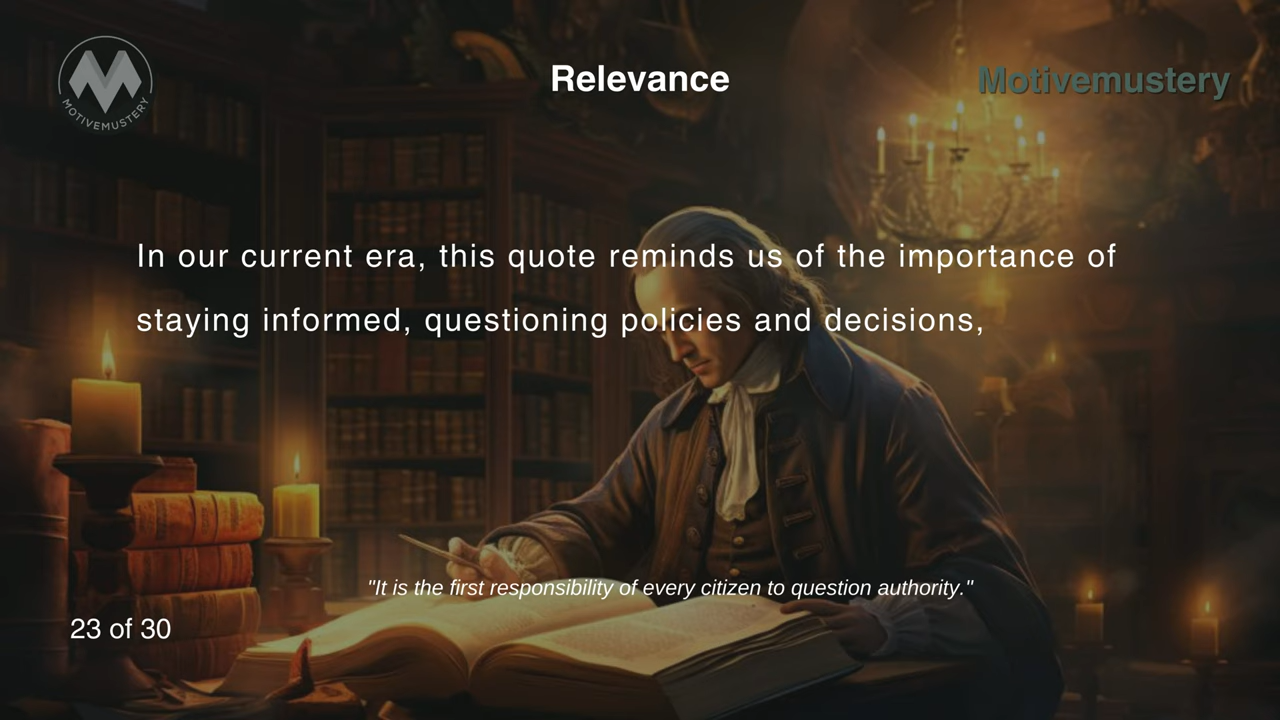 MOTIVEMUSTERY
Relevance
Motivemustery
In our current era, this quote reminds us of the importance of
staying informed, questioning policies and decisions,
"It is the first responsibility of every citizen to question authority."
23 of 30